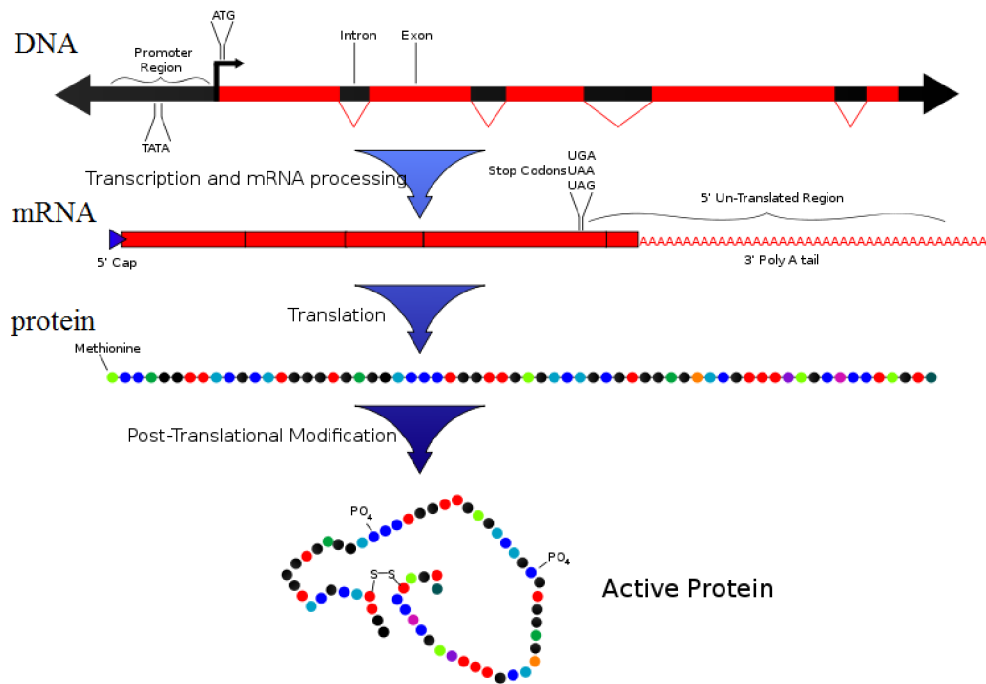 DNA
ATG
Promoter
Region
Intron
Exon
TATA
Transcription and mRNA processing
Stop Codons
UGA
UAA
UAG
mRNA
5' Un-Translated Region
5' Cap
AAAAAAAAAAAAAAAAAAAAAAAAAAAAAAAAAAAAAAA
3' Poly A tail
Translation
protein
Methionine
Post-Translational Modification
PO4
PO4
S—S
Active Protein